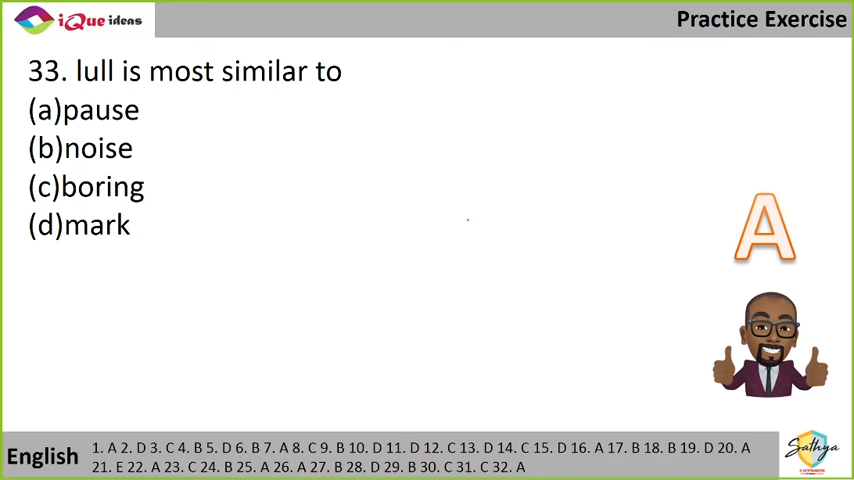 iQue ideas
Practice Exercise
33. lull is most similar to
(a)pause
(b)noise
(c)boring
(d)mark
A
English
1. A 2. D 3. C 4. B 5. D 6. B 7. A 8. C 9. B 10. D 11. D 12. C 13. D 14. C 15. D 16. A 17. B 18. B 19. D 20. A
21. E 22. A 23. C 24. B 25. A 26. A 27. B 28. D 29. B 30. C 31. C 32. A
Sathya